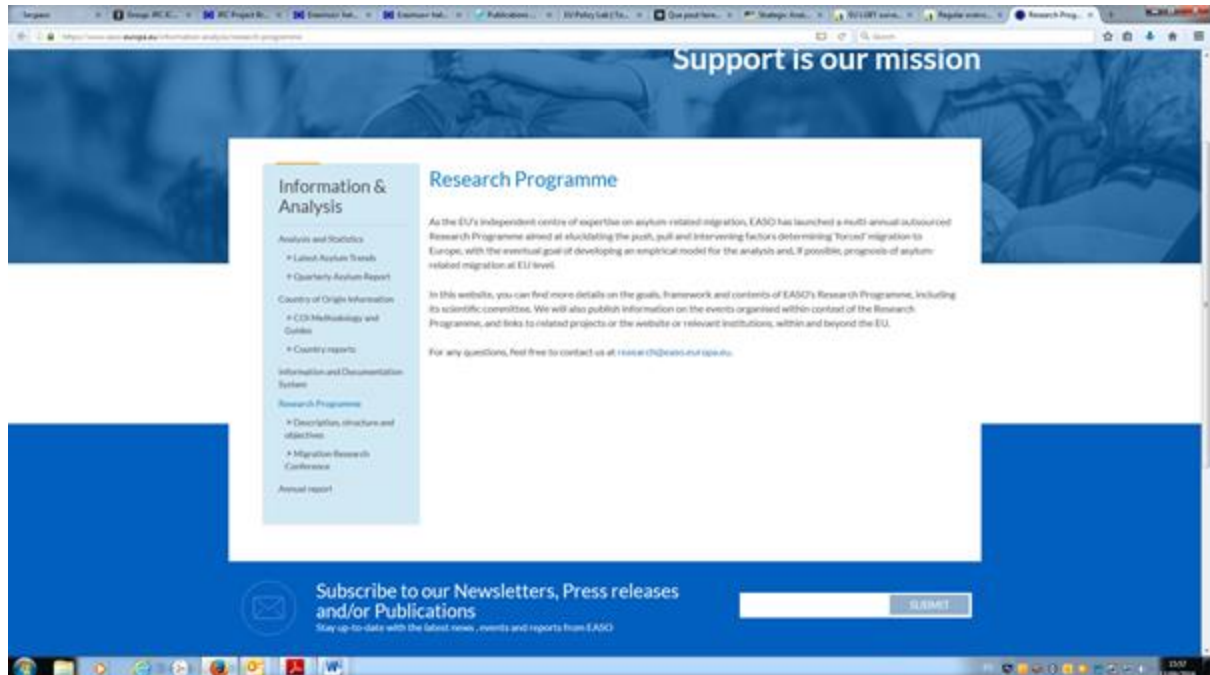 Support is our mission
Information &
Analysis
Analysis and Statistics
Latest Asylum Trends
Quarterly Asylum Report
Country of Origin Information
COI Methodology and
Guides
Country reports
Information and Documentation
System
Research Programme
Description, structure and
objectives
Migration Research
Conference
Annual report
Research Programme
As the EU's independent centre of expertise on asylum-related migration, EASO has launched a multi-annual outsourced
Research Programme aimed at elucidating the push, pull and intervening factors determining 'forced' migration to
Europe, with the eventual goal of developing an empirical model for the analysis and, if possible, prognosis of asylum-
related migration at EU level.
In this website, you can find more details on the goals, framework and contents of EASO's Research Programme, including
its scientific committee. We will also publish information on the events organised within context of the Research
Programme, and links to related projects or the website or relevant institutions, within and beyond the EU.
For any questions, feel free to contact us at research@easo.europa.eu.
Subscribe to our Newsletters, Press releases
and/or Publications
Stay up-to-date with the latest news , events and reports from EASO
SUBMIT
15:57